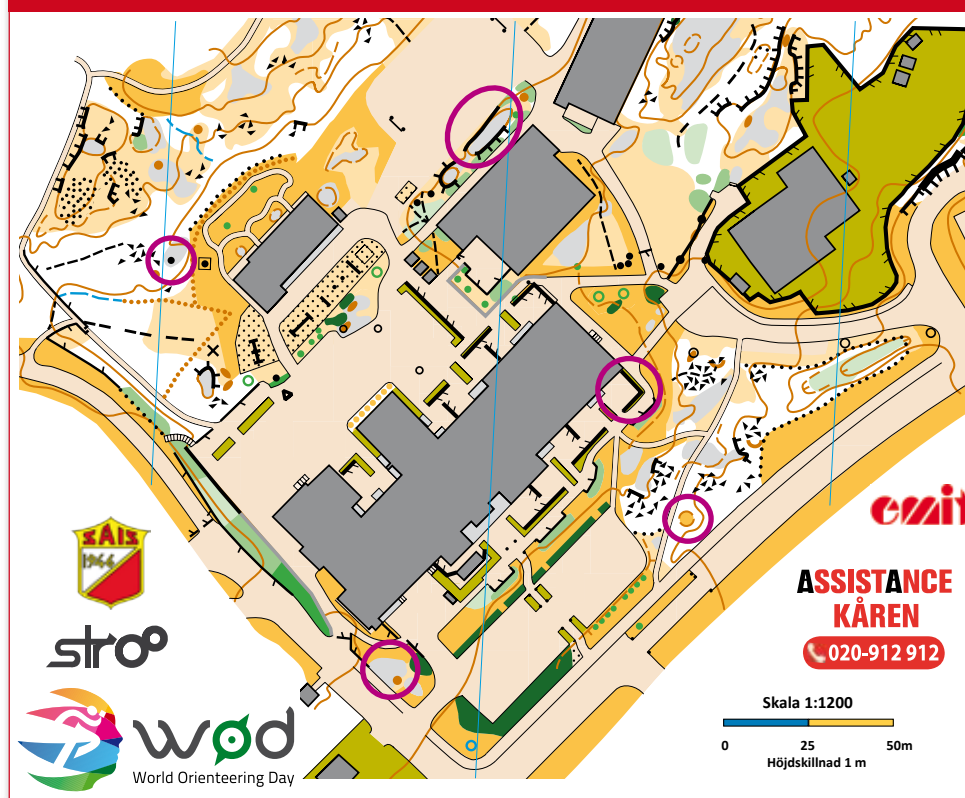 SAIS
1944
stroo
wod
World Orienteering Day
emit
ASSISTANCE
KÅREN
020-912 912
Skala 1:1200
0 25 50m
Höjdskillnad 1 m